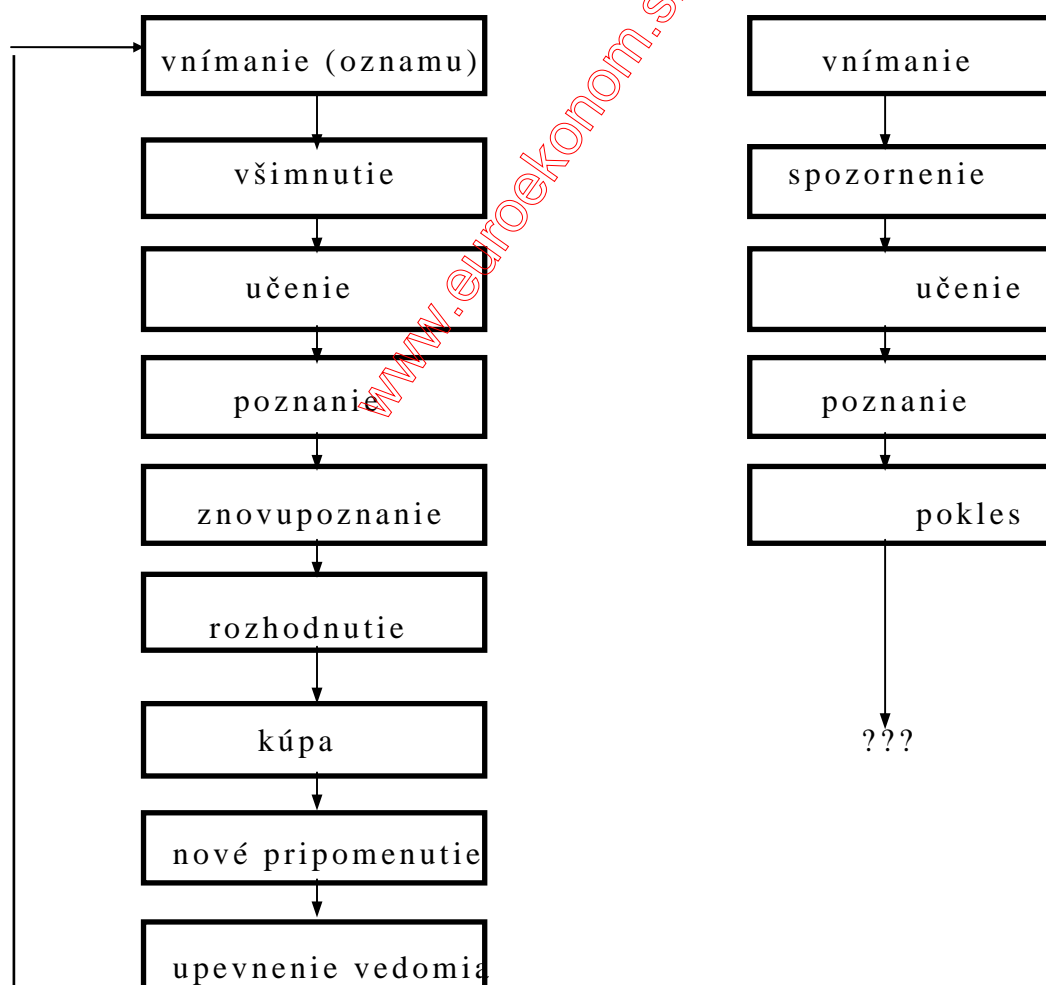 vnímanie (oznamu)
všimnutie
učenie
poznanie
znovupoznanie
rozhodnutie
kúpa
nové pripomenutie
upevnenie vedomia
vnímanie
spozornenie
učenie
poznanie
pokles
???
www.euroekonom.s